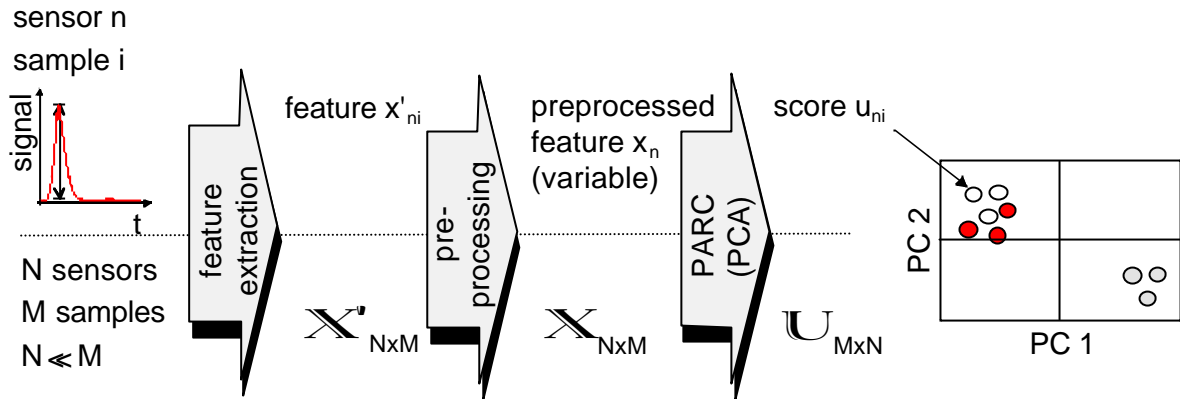 sensor n
sample i
signal
t
N sensors
M samples
N ≪ M
feature
extraction
feature x'ni
X'NxM
pre-
processing
preprocessed
feature xn
(variable)
XNxM
PARC
(PCA)
score uni
UMxN
PC 2
PC 1